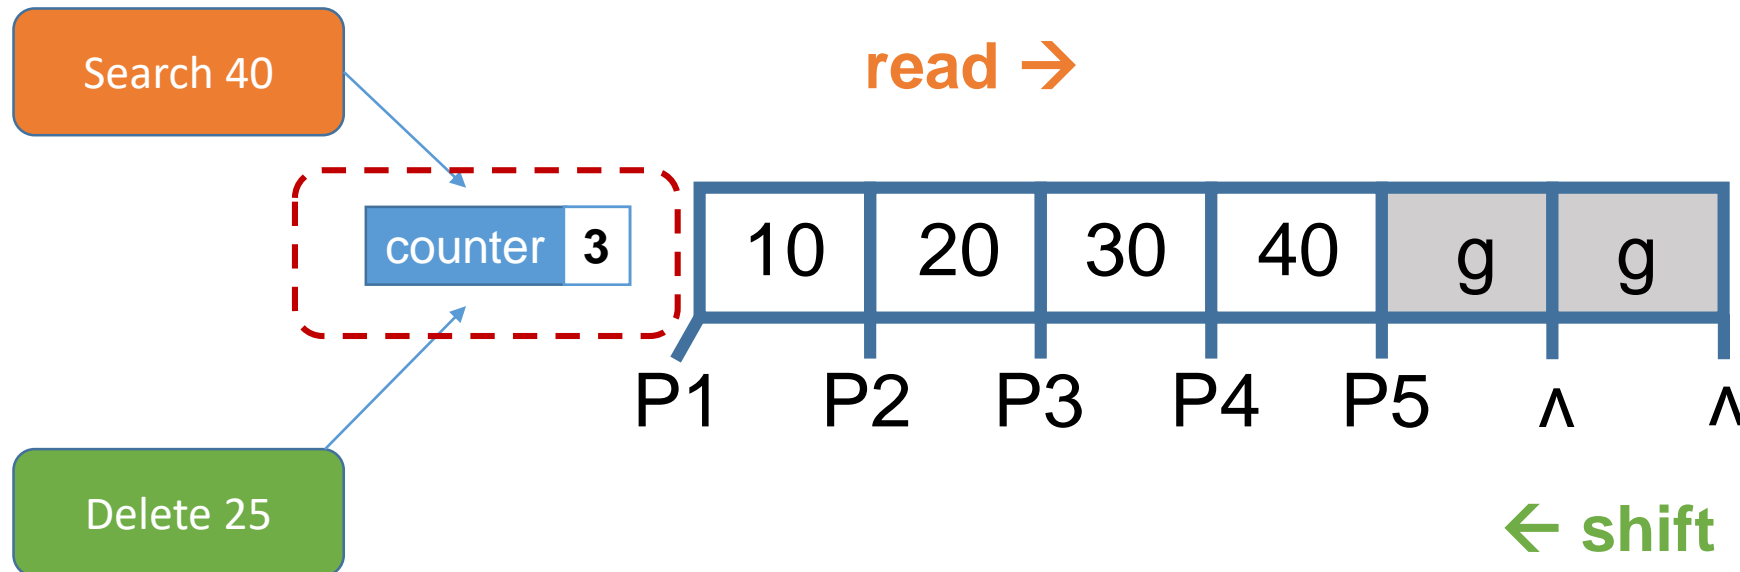 Search 40
read →
counter 3
10 20 30 40 g g
P1 P2 P3 P4 P5 ʌ ʌ
Delete 25
← shift